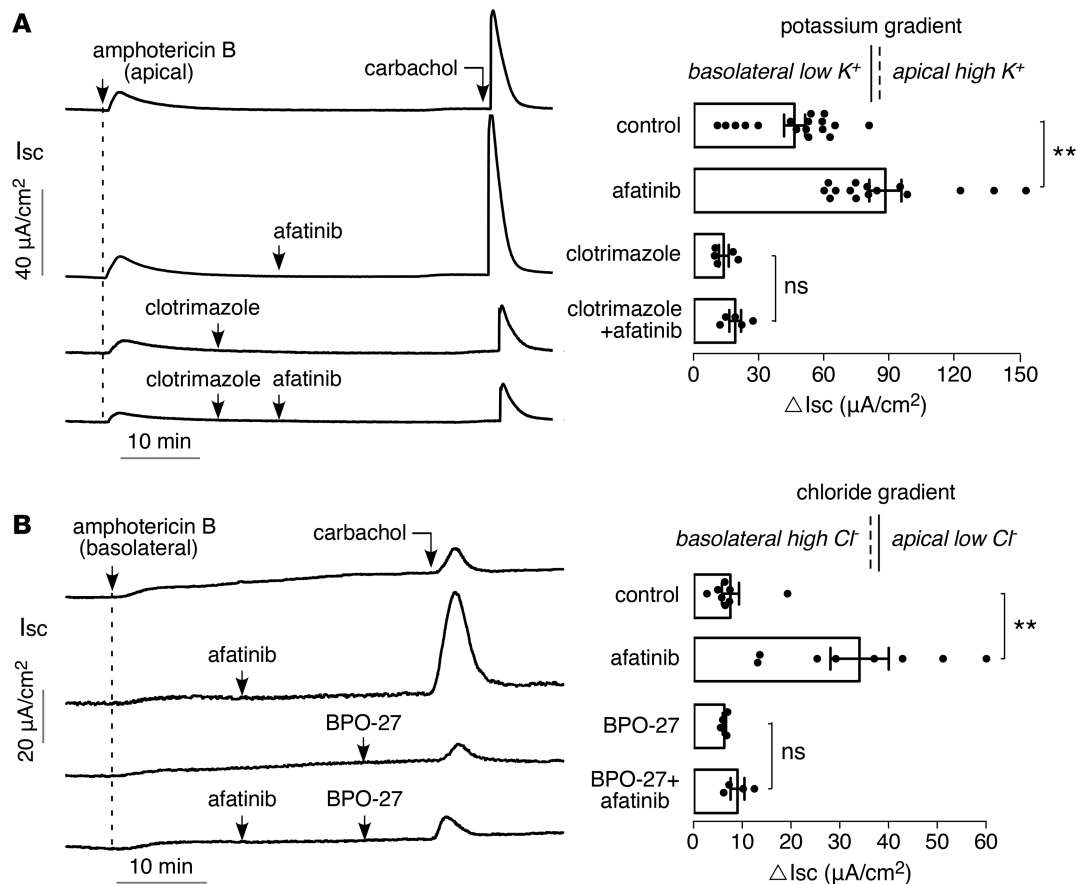 A
amphotericin B
(apical)
carbachol
Isc
40 µA/cm²
afatinib
clotrimazole
clotrimazole afatinib
10 min
potassium gradient
basolateral low K⁺
apical high K⁺
control
afatinib
clotrimazole
clotrimazole
+afatinib
**
ns
0 30 60 90 120 150
△Isc (µA/cm²)
B
amphotericin B
(basolateral)
carbachol
Isc
20 µA/cm²
afatinib
BPO-27
afatinib BPO-27
10 min
chloride gradient
basolateral high Cl⁻
apical low Cl⁻
control
afatinib
BPO-27
BPO-27+
afatinib
**
ns
0 10 20 30 40 50 60
△Isc (µA/cm²)